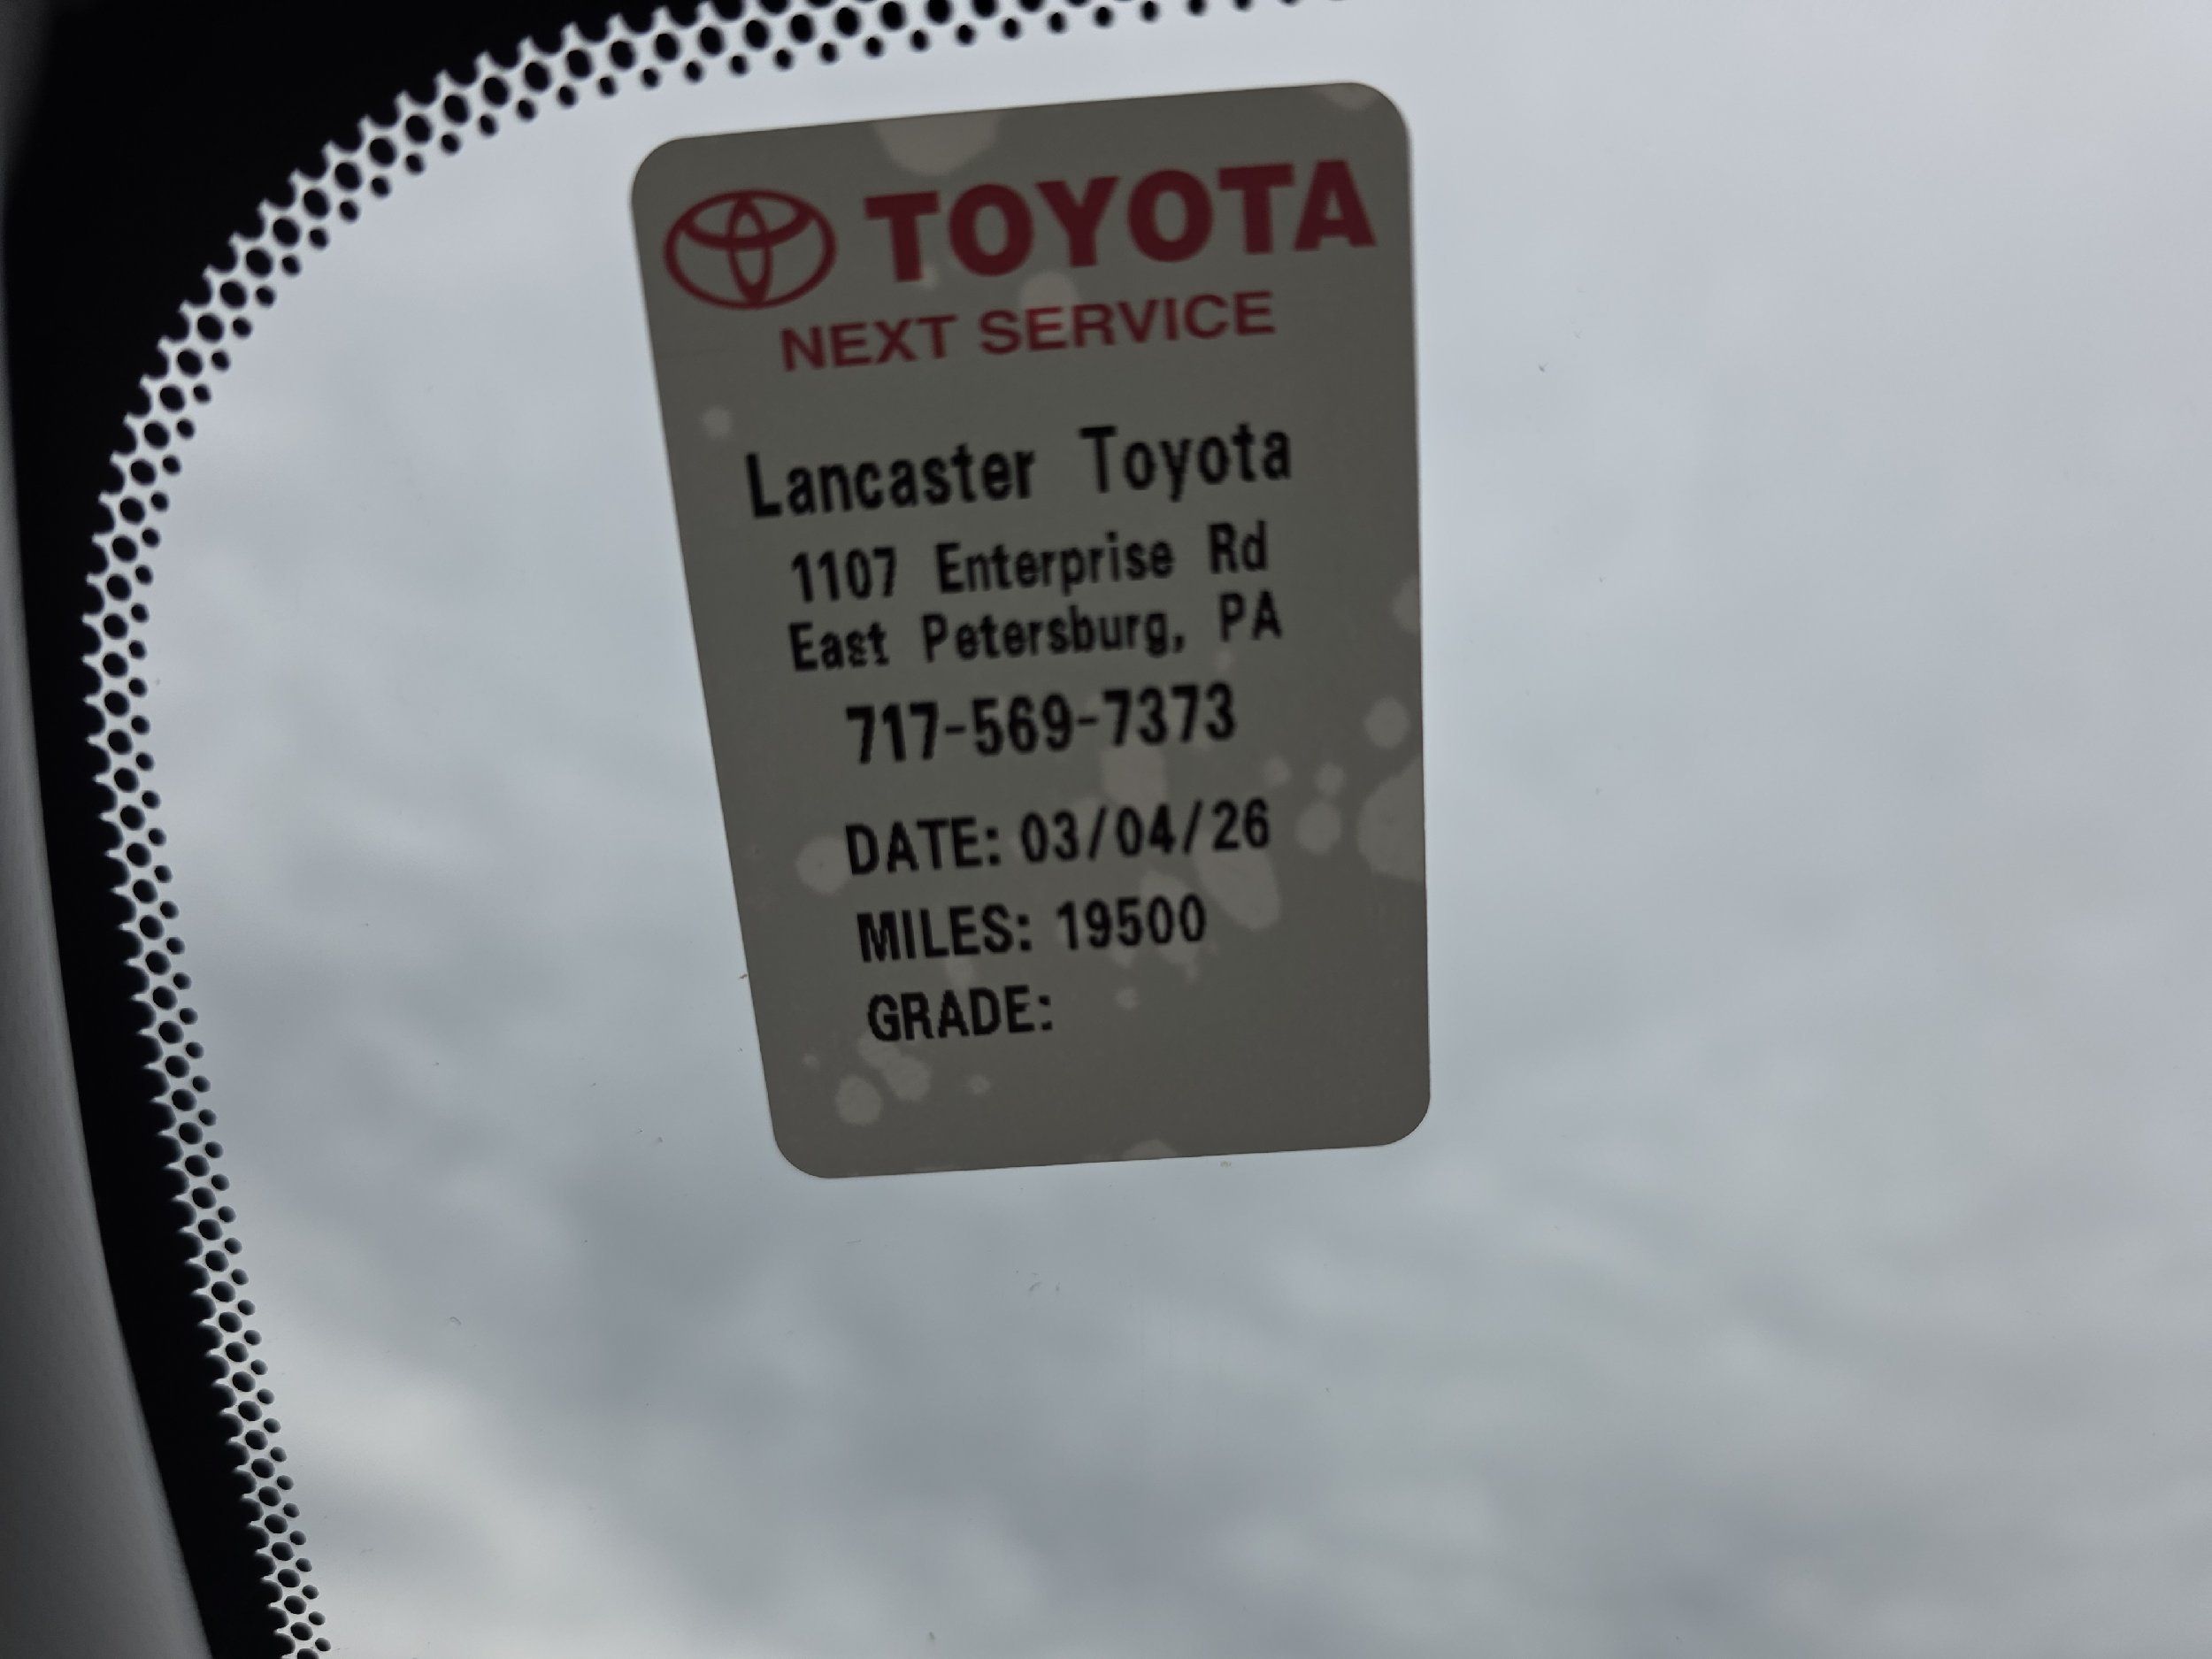 TOYOTA
NEXT SERVICE
Lancaster Toyota
1107 Enterprise Rd
East Petersburg, PA
717-569-7373
DATE: 03/04/26
MILES: 19500
GRADE: